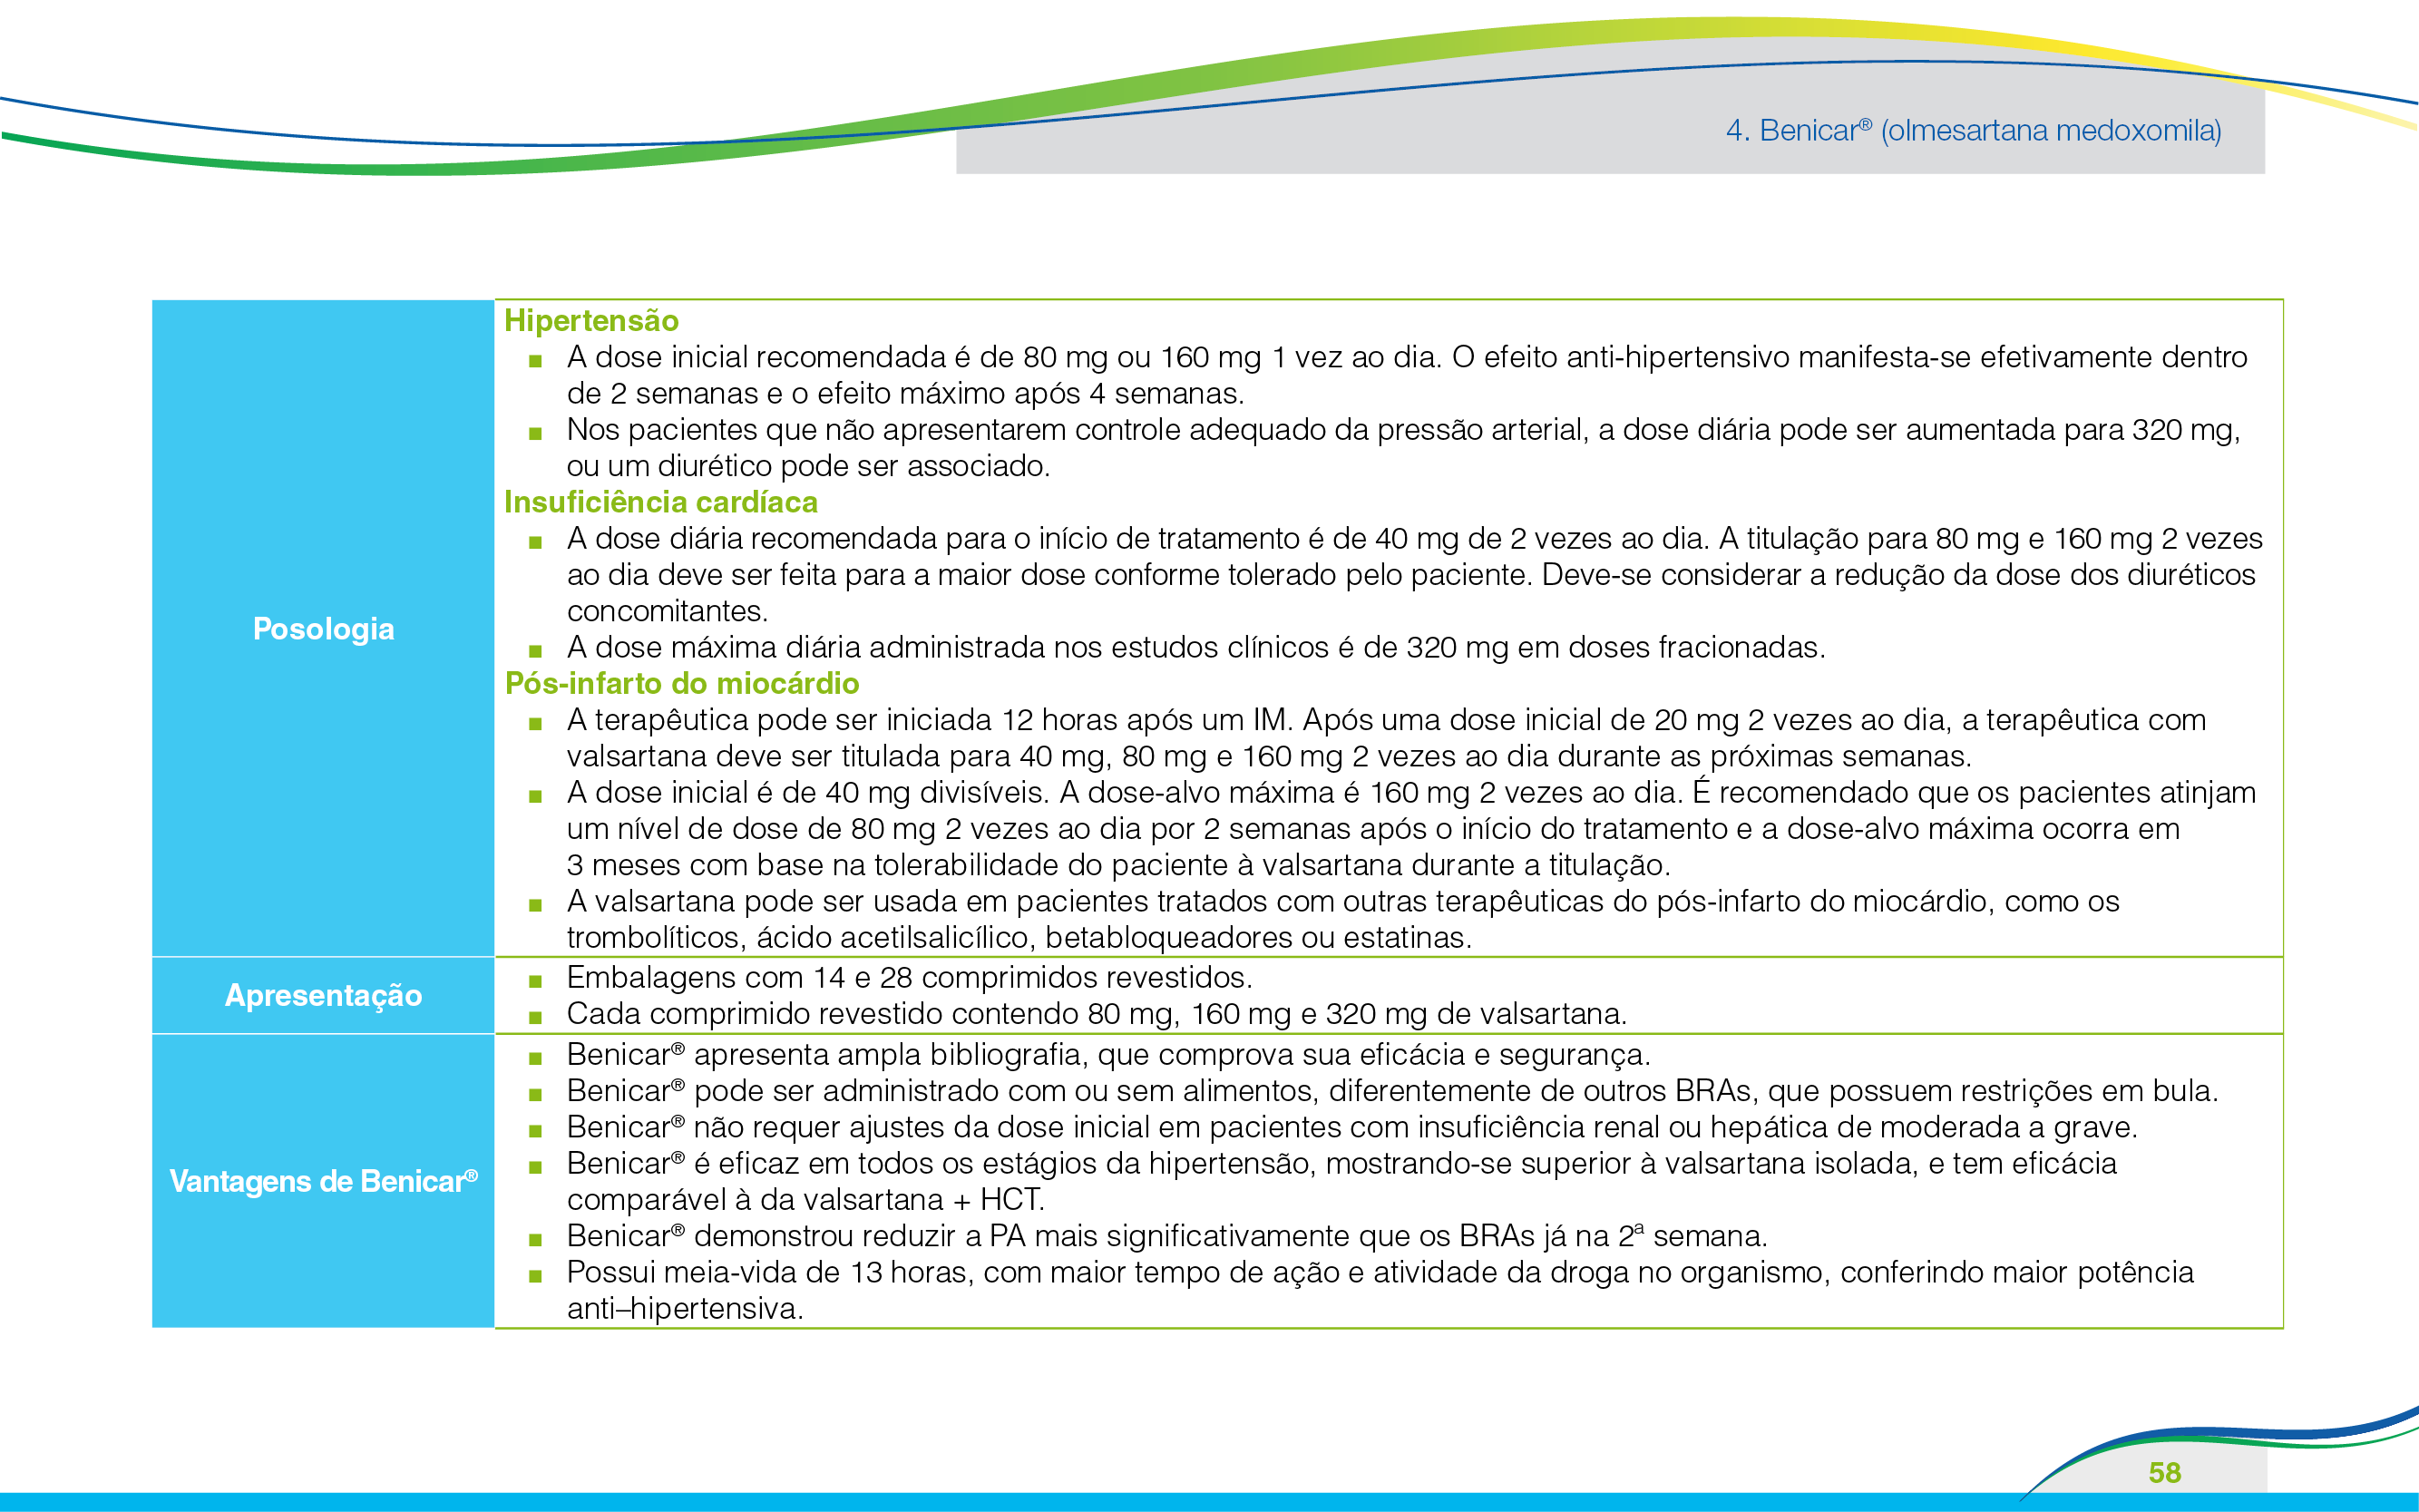 4. Benicar® (olmesartana medoxomila)
Posologia
Hipertensão
■ A dose inicial recomendada é de 80 mg ou 160 mg 1 vez ao dia. O efeito anti-hipertensivo manifesta-se efetivamente dentro
de 2 semanas e o efeito máximo após 4 semanas.
■ Nos pacientes que não apresentarem controle adequado da pressão arterial, a dose diária pode ser aumentada para 320 mg,
ou um diurético pode ser associado.
Insuficiência cardíaca
■ A dose diária recomendada para o início de tratamento é de 40 mg de 2 vezes ao dia. A titulação para 80 mg e 160 mg 2 vezes
ao dia deve ser feita para a maior dose conforme tolerado pelo paciente. Deve-se considerar a redução da dose dos diuréticos
concomitantes.
■ A dose máxima diária administrada nos estudos clínicos é de 320 mg em doses fracionadas.
Pós-infarto do miocárdio
■ A terapêutica pode ser iniciada 12 horas após um IM. Após uma dose inicial de 20 mg 2 vezes ao dia, a terapêutica com
valsartana deve ser titulada para 40 mg, 80 mg e 160 mg 2 vezes ao dia durante as próximas semanas.
■ A dose inicial é de 40 mg divisíveis. A dose-alvo máxima é 160 mg 2 vezes ao dia. É recomendado que os pacientes atinjam
um nível de dose de 80 mg 2 vezes ao dia por 2 semanas após o início do tratamento e a dose-alvo máxima ocorra em
3 meses com base na tolerabilidade do paciente à valsartana durante a titulação.
■ A valsartana pode ser usada em pacientes tratados com outras terapêuticas do pós-infarto do miocárdio, como os
trombolíticos, ácido acetilsalicílico, betabloqueadores ou estatinas.
Apresentação
■ Embalagens com 14 e 28 comprimidos revestidos.
■ Cada comprimido revestido contendo 80 mg, 160 mg e 320 mg de valsartana.
Vantagens de Benicar®
■ Benicar® apresenta ampla bibliografia, que comprova sua eficácia e segurança.
■ Benicar® pode ser administrado com ou sem alimentos, diferentemente de outros BRAs, que possuem restrições em bula.
■ Benicar® não requer ajustes da dose inicial em pacientes com insuficiência renal ou hepática de moderada a grave.
■ Benicar® é eficaz em todos os estágios da hipertensão, mostrando-se superior à valsartana isolada, e tem eficácia
comparável à da valsartana + HCT.
■ Benicar® demonstrou reduzir a PA mais significativamente que os BRAs já na 2ª semana.
■ Possui meia-vida de 13 horas, com maior tempo de ação e atividade da droga no organismo, conferindo maior potência
anti–hipertensiva.
58